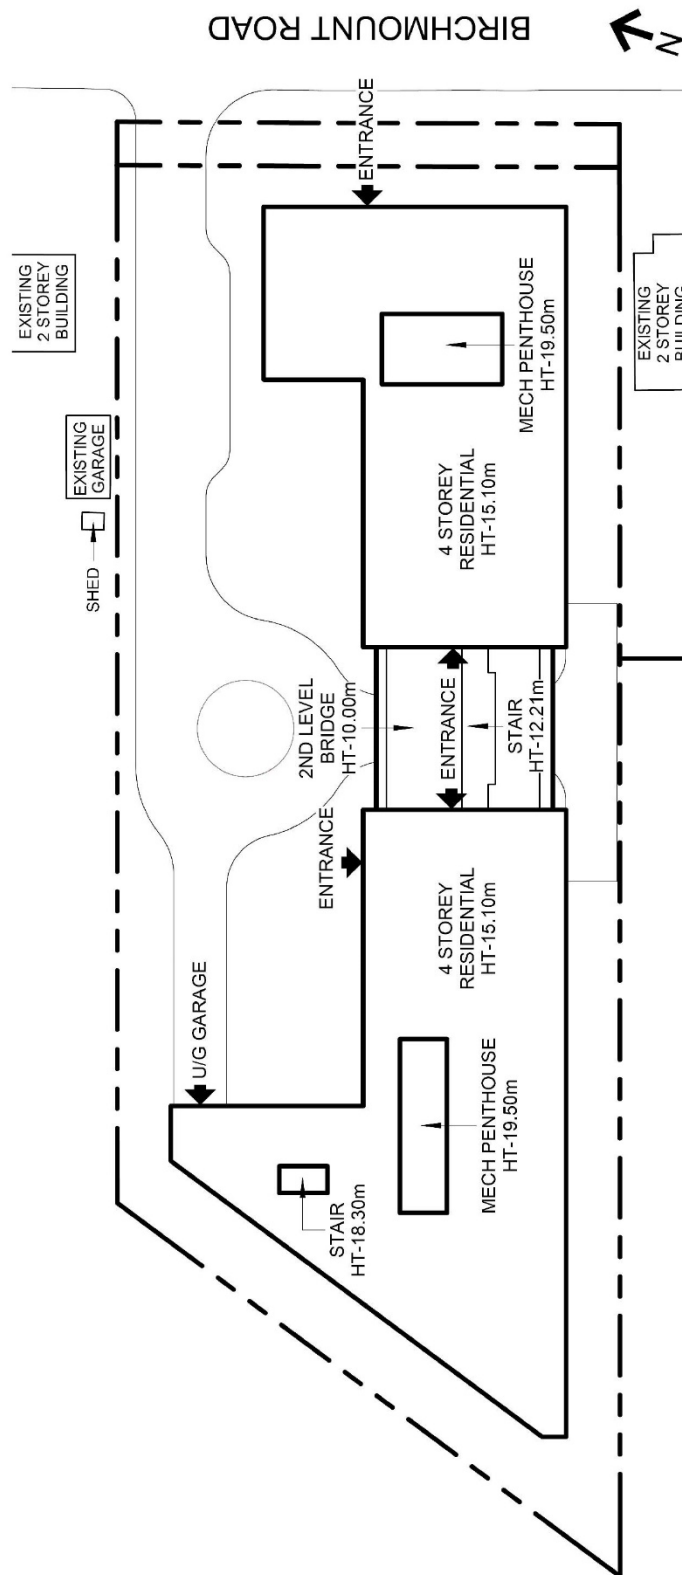 BIRCHMOUNT ROAD
N
ENTRANCE
EXISTING
2 STOREY
BUILDING
EXISTING
GARAGE
SHED
MECH PENTHOUSE
HT-19.50m
EXISTING
2 STOREY
BUILDING
4 STOREY
RESIDENTIAL
HT-15.10m
2ND LEVEL
BRIDGE
HT-10.00m
ENTRANCE
STAIR
HT-12.21m
ENTRANCE
4 STOREY
RESIDENTIAL
HT-15.10m
U/G GARAGE
MECH PENTHOUSE
HT-19.50m
STAIR
HT-18.30m